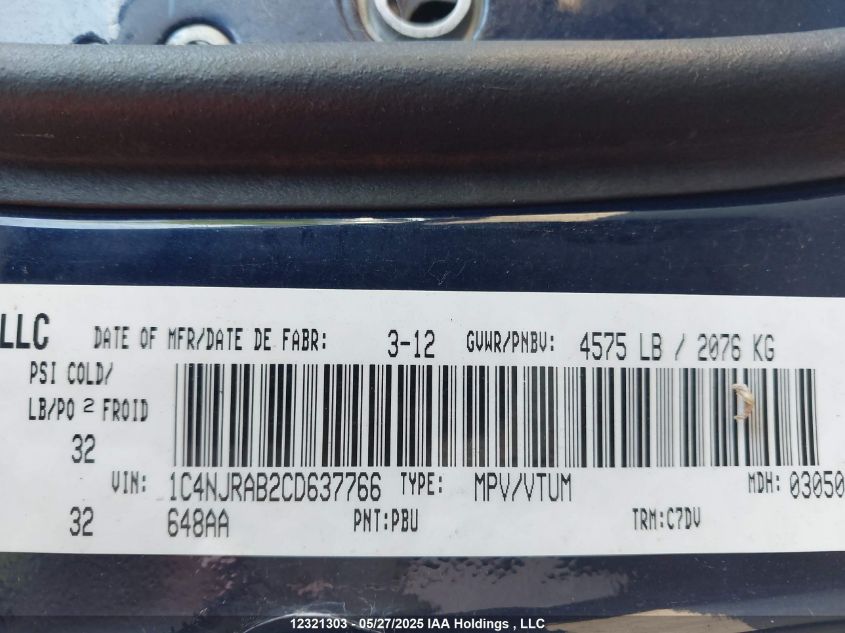 LLC DATE OF MFR/DATE DE FABR: 3-12 GVWR/PNBV: 4575 LB / 2076 KG
PSI COLD/
LB/PO 2 FROID
32
VIN: 1C4NJRAB2CD637766 TYPE: MPV/VTUM MDH: 03050
32 648AA PNT:PBU TRM:C7DV
12321303 - 05/27/2025 IAA Holdings , LLC